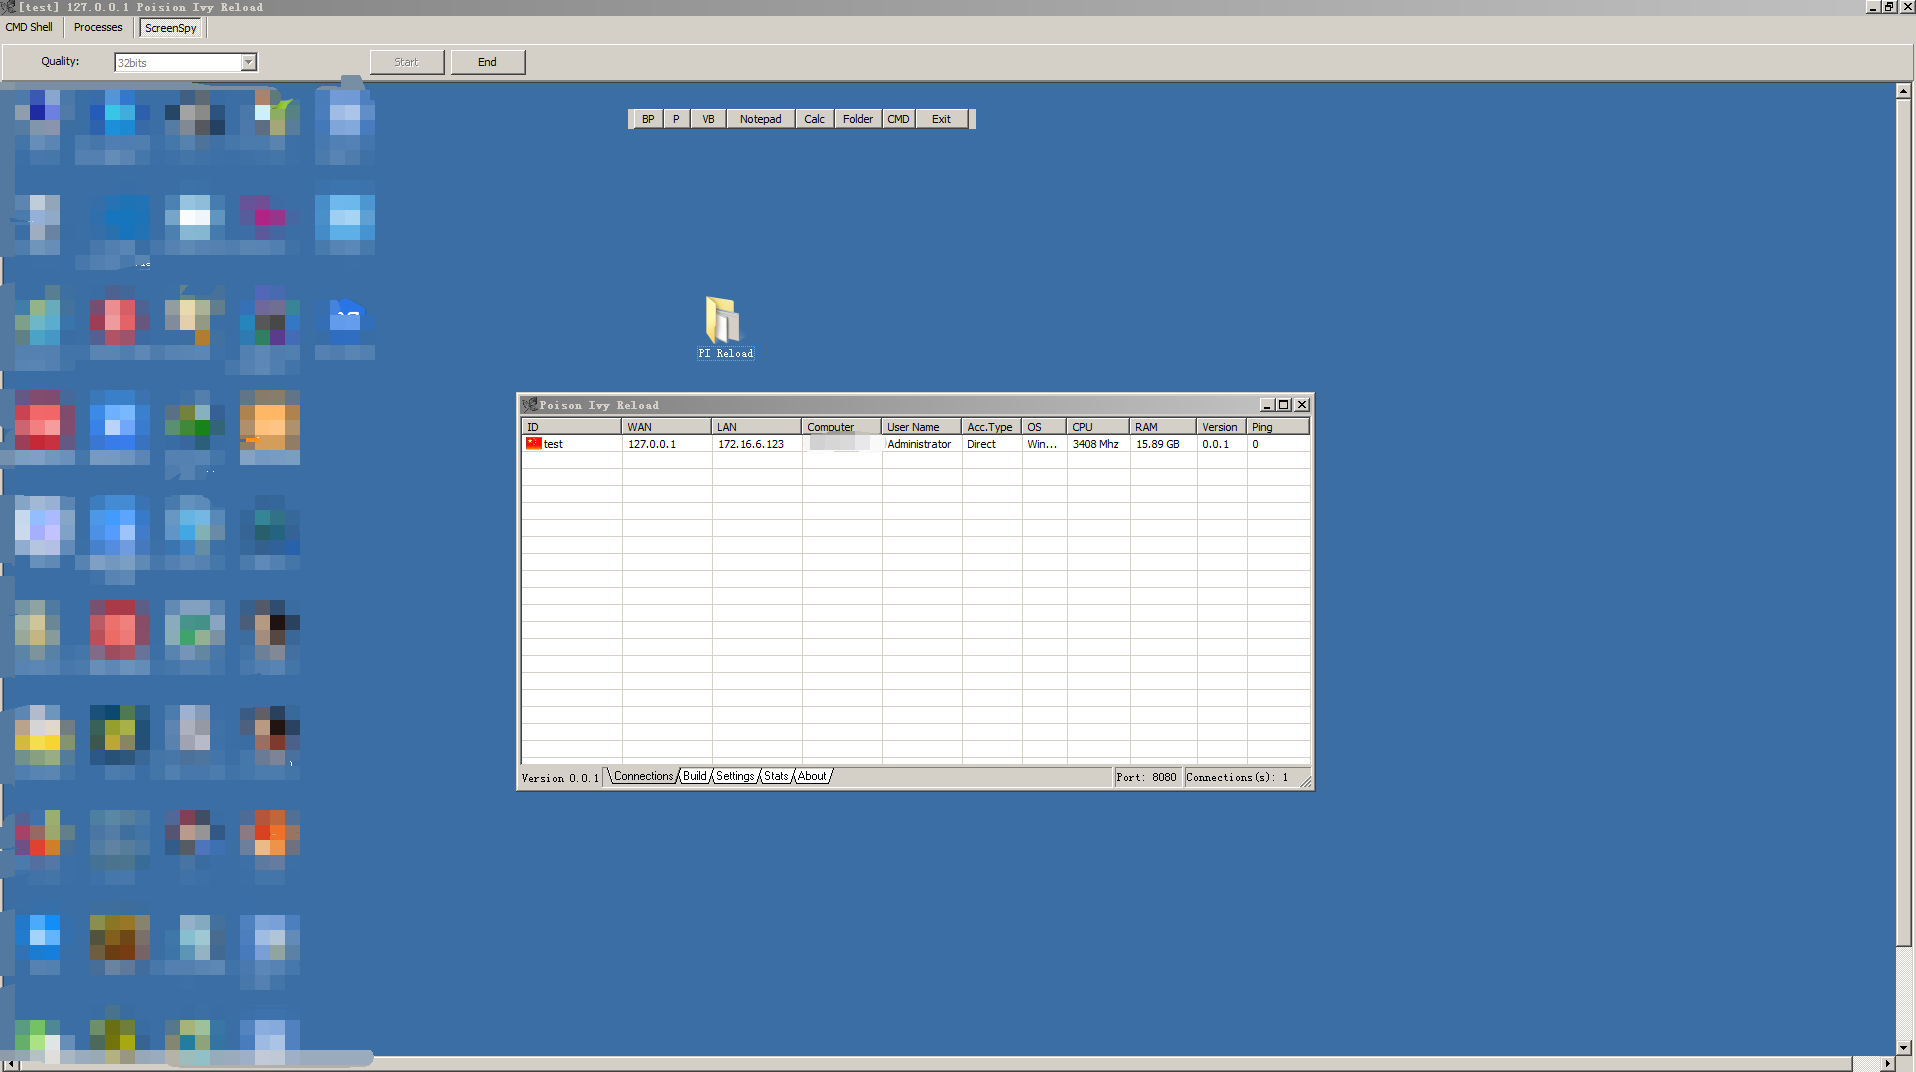 [test] 127.0.0.1 Poision Ivy Reload
CMD Shell Processes ScreenSpy
Quality: 32bits Start End
BP P VB Notepad Calc Folder CMD Exit
PI Reload
Poison Ivy Reload
ID WAN LAN Computer User Name Acc.Type OS CPU RAM Version Ping
test 127.0.0.1 172.16.6.123 Administrator Direct Win... 3408 Mhz 15.89 GB 0.0.1 0
Version 0.0.1 Connections Build Settings Stats About Port: 8080 Connections(s): 1